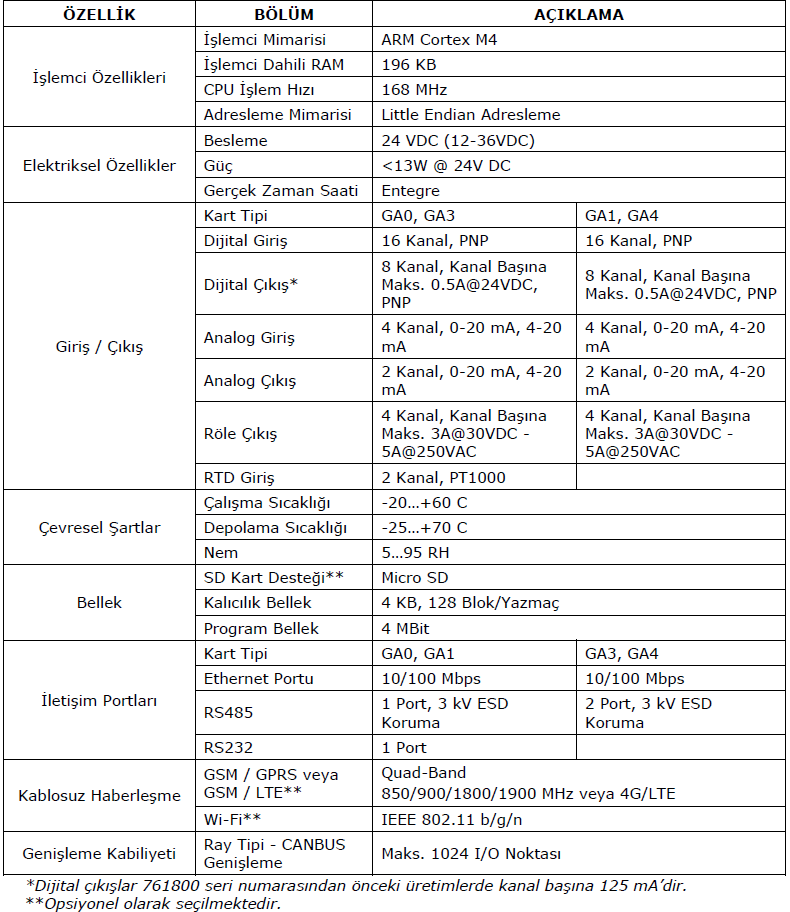 ÖZELLİK BÖLÜM AÇIKLAMA
İşlemci Özellikleri
İşlemci Mimarisi ARM Cortex M4
İşlemci Dahili RAM 196 KB
CPU İşlem Hızı 168 MHz
Adresleme Mimarisi Little Endian Adresleme
Elektriksel Özellikler
Besleme 24 VDC (12-36VDC)
Güç <13W @ 24V DC
Gerçek Zaman Saati Entegre
Giriş / Çıkış
Kart Tipi GA0, GA3 GA1, GA4
Dijital Giriş 16 Kanal, PNP 16 Kanal, PNP
Dijital Çıkış*
8 Kanal, Kanal Başına
Maks. 0.5A@24VDC,
PNP
8 Kanal, Kanal Başına
Maks. 0.5A@24VDC, PNP
Analog Giriş
4 Kanal, 0-20 mA, 4-20
mA
4 Kanal, 0-20 mA, 4-20
mA
Analog Çıkış
2 Kanal, 0-20 mA, 4-20
mA
2 Kanal, 0-20 mA, 4-20
mA
Röle Çıkış
4 Kanal, Kanal Başına
Maks. 3A@30VDC -
5A@250VAC
4 Kanal, Kanal Başına
Maks. 3A@30VDC -
5A@250VAC
RTD Giriş 2 Kanal, PT1000
Çevresel Şartlar
Çalışma Sıcaklığı -20…+60 C
Depolama Sıcaklığı -25…+70 C
Nem 5…95 RH
Bellek
SD Kart Desteği** Micro SD
Kalıcılık Bellek 4 KB, 128 Blok/Yazmaç
Program Bellek 4 MBit
İletişim Portları
Kart Tipi GA0, GA1 GA3, GA4
Ethernet Portu 10/100 Mbps 10/100 Mbps
RS485
1 Port, 3 kV ESD
Koruma
2 Port, 3 kV ESD
Koruma
RS232 1 Port
Kablosuz Haberleşme
GSM / GPRS veya
GSM / LTE**
Quad-Band
850/900/1800/1900 MHz veya 4G/LTE
Wi-Fi** IEEE 802.11 b/g/n
Genişleme Kabiliyeti
Ray Tipi - CANBUS
Genişleme
Maks. 1024 I/O Noktası
*Dijital çıkışlar 761800 seri numarasından önceki üretimlerde kanal başına 125 mA’dir.
**Opsiyonel olarak seçilmektedir.